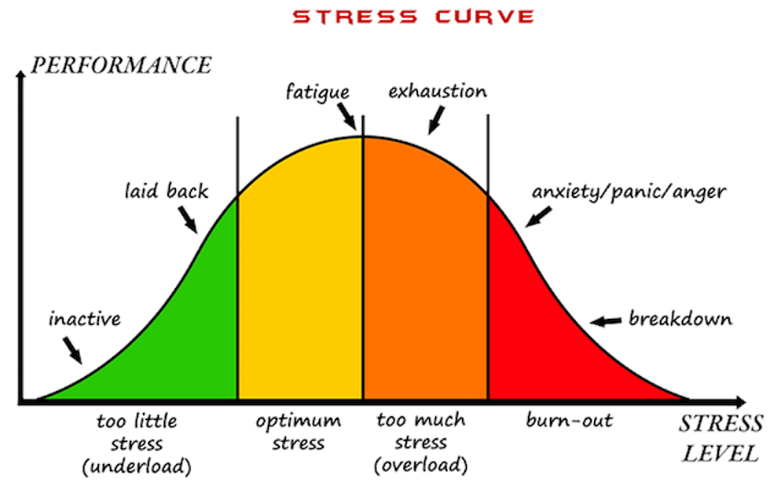 STRESS CURVE
PERFORMANCE
fatigue
exhaustion
laid back
anxiety/panic/anger
inactive
breakdown
too little
stress
(underload)
optimum
stress
too much
stress
(overload)
burn-out
STRESS
LEVEL